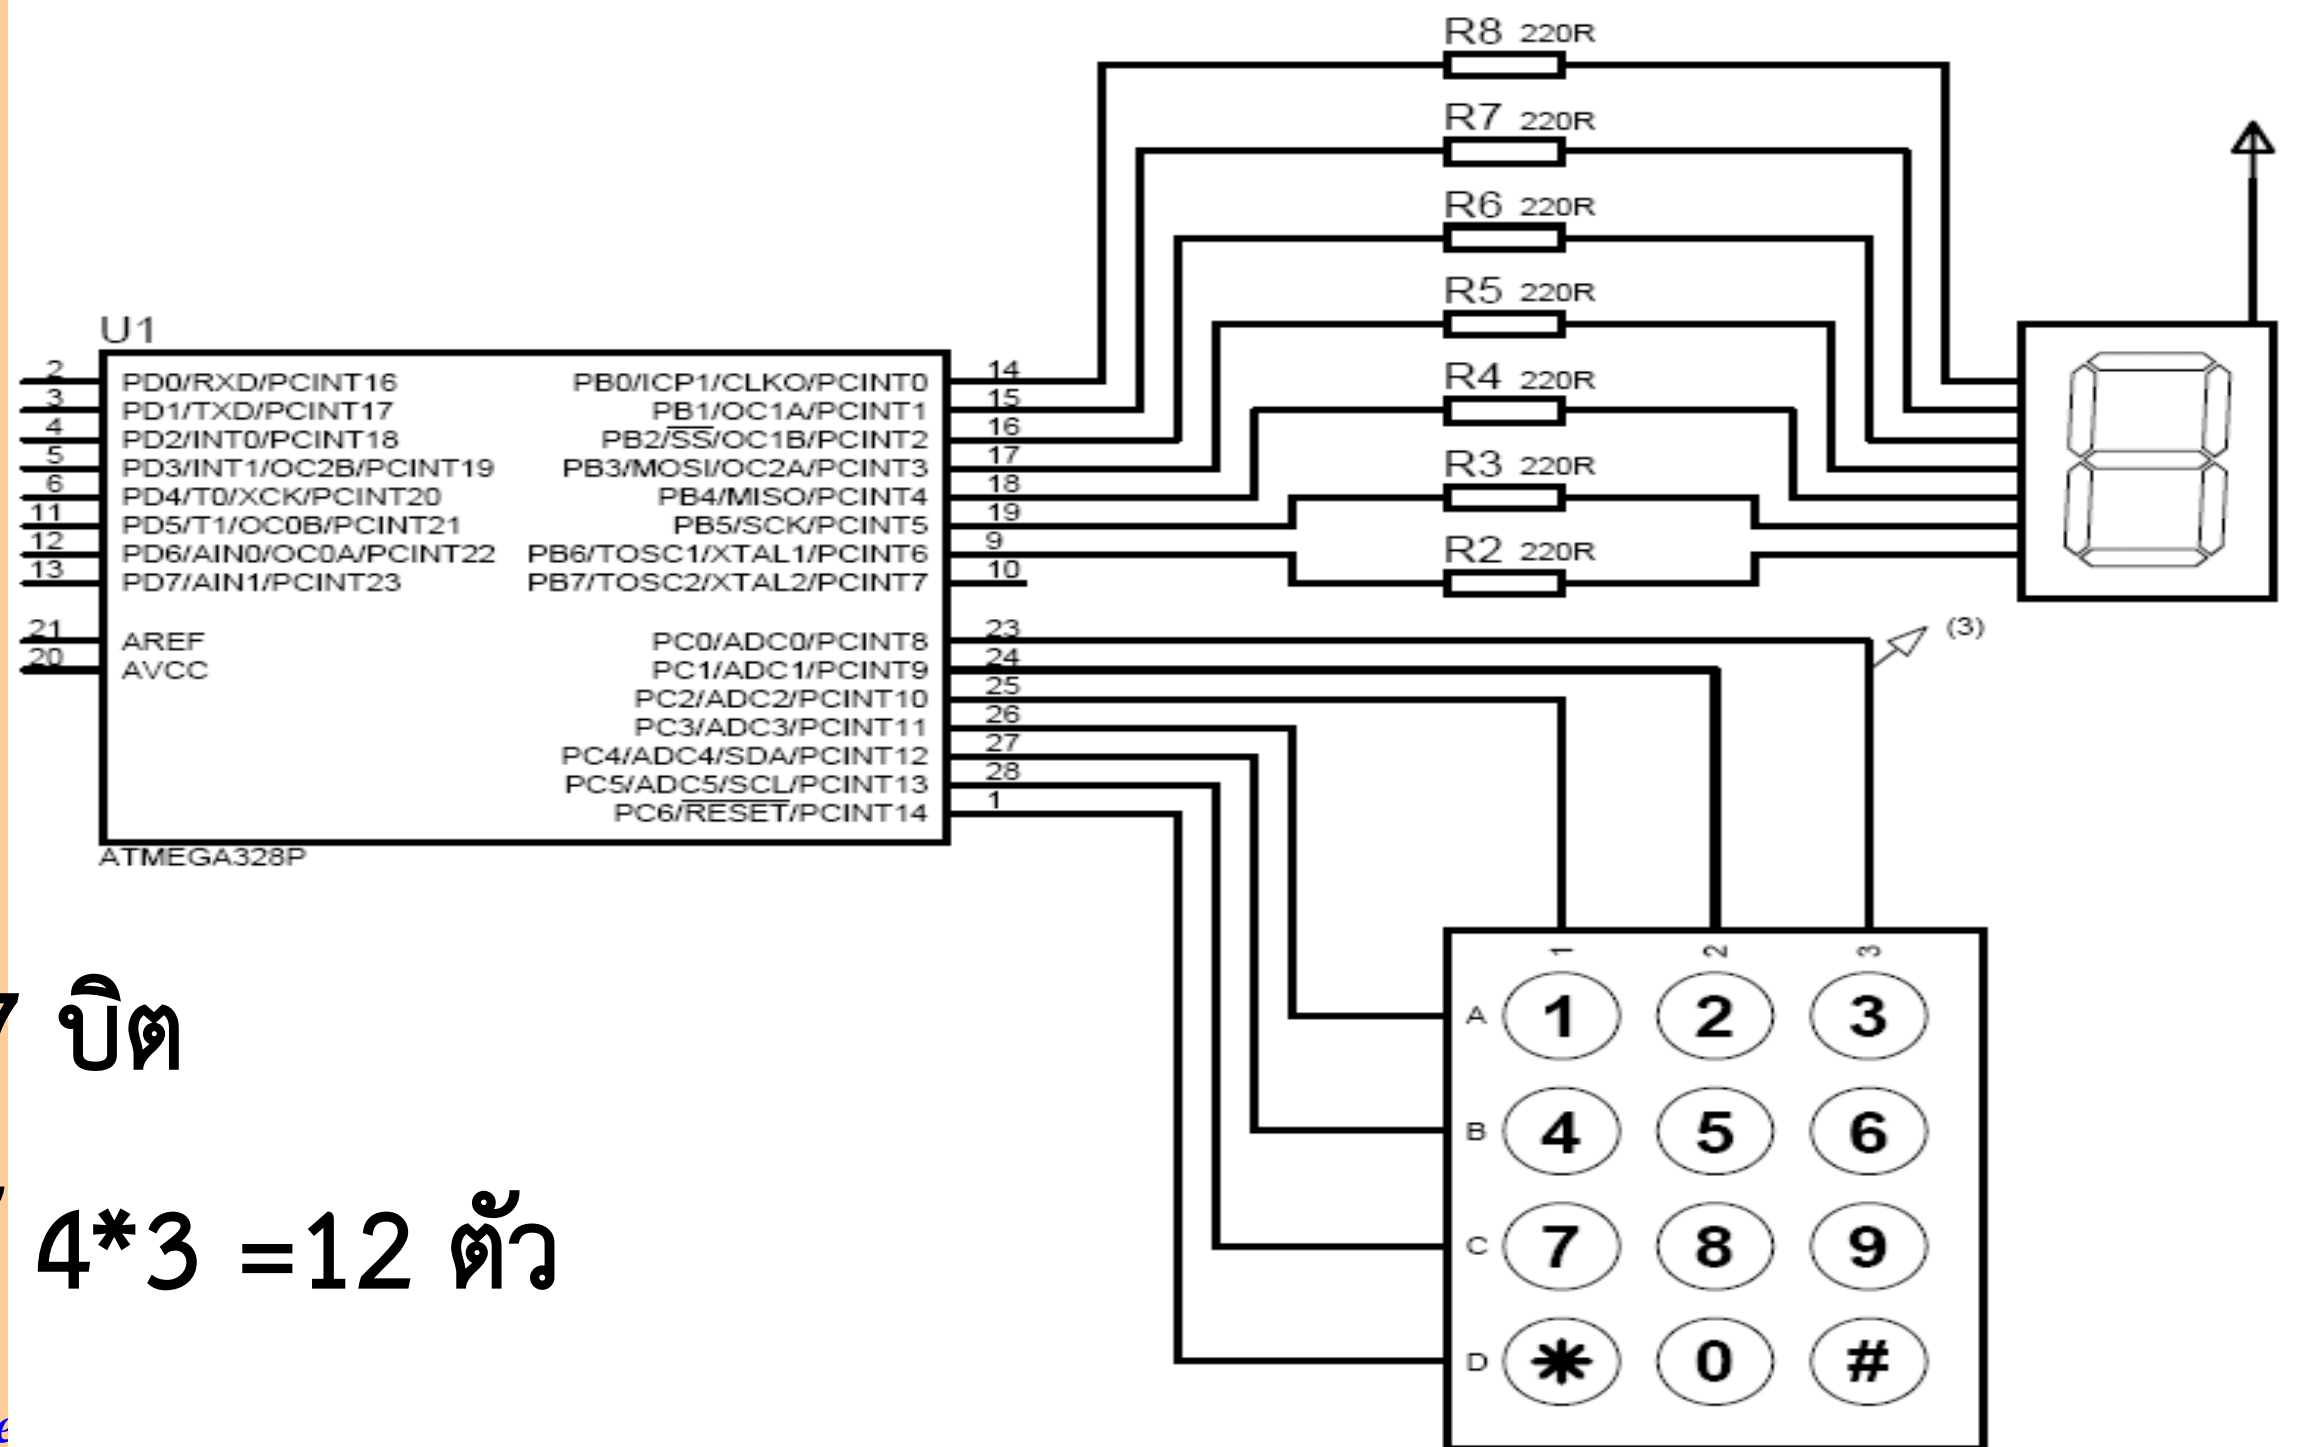 R8 220R
R7 220R
R6 220R
R5 220R
R4 220R
R3 220R
R2 220R
U1
2 PD0/RXD/PCINT16 PB0/ICP1/CLKO/PCINT0 14
3 PD1/TXD/PCINT17 PB1/OC1A/PCINT1 15
4 PD2/INT0/PCINT18 PB2/SS/OC1B/PCINT2 16
5 PD3/INT1/OC2B/PCINT19 PB3/MOSI/OC2A/PCINT3 17
6 PD4/T0/XCK/PCINT20 PB4/MISO/PCINT4 18
11 PD5/T1/OC0B/PCINT21 PB5/SCK/PCINT5 19
12 PD6/AIN0/OC0A/PCINT22 PB6/TOSC1/XTAL1/PCINT6 9
13 PD7/AIN1/PCINT23 PB7/TOSC2/XTAL2/PCINT7 10
21 AREF PC0/ADC0/PCINT8 23
20 AVCC PC1/ADC1/PCINT9 24
PC2/ADC2/PCINT10 25
PC3/ADC3/PCINT11 26
PC4/ADC4/SDA/PCINT12 27
PC5/ADC5/SCL/PCINT13 28
PC6/RESET/PCINT14 1
ATMEGA328P
(3)
1 2 3
A 1 2 3
B 4 5 6
C 7 8 9
D * 0 #
7 บิต
4*3 =12 ตัว